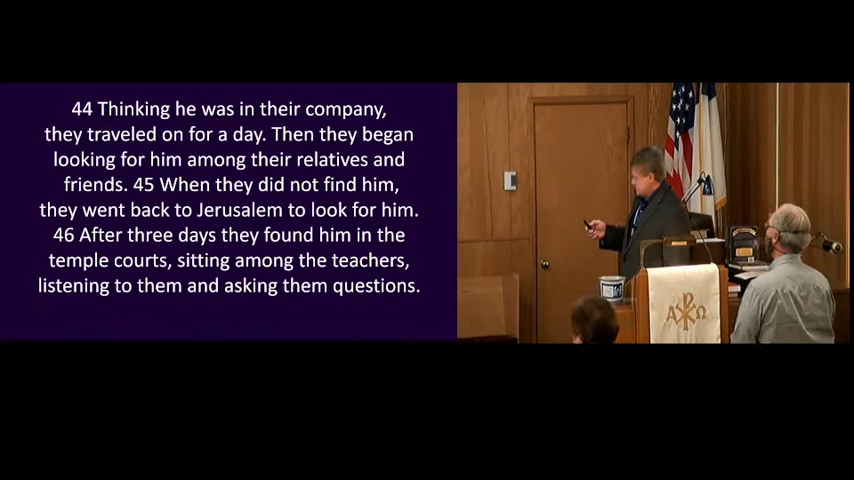 44 Thinking he was in their company,
they traveled on for a day. Then they began
looking for him among their relatives and
friends. 45 When they did not find him,
they went back to Jerusalem to look for him.
46 After three days they found him in the
temple courts, sitting among the teachers,
listening to them and asking them questions.
Α Ω